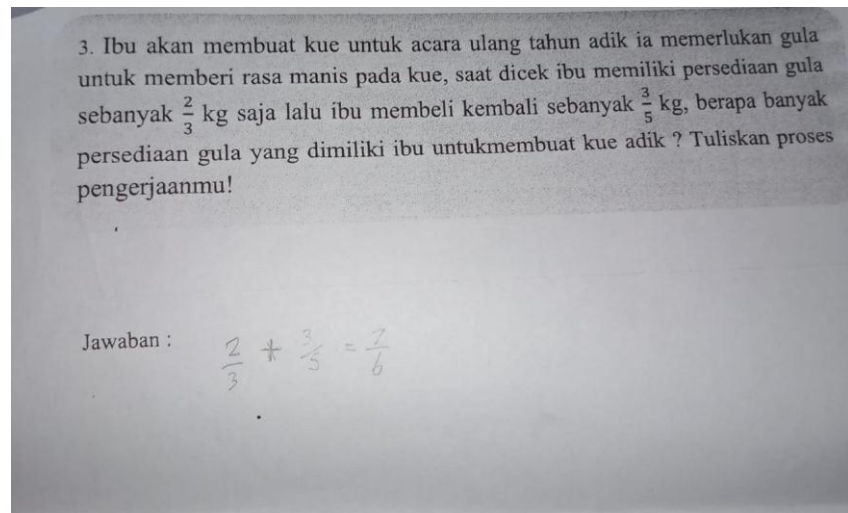 3. Ibu akan membuat kue untuk acara ulang tahun adik ia memerlukan gula
untuk memberi rasa manis pada kue, saat dicek ibu memiliki persediaan gula
sebanyak 2/3 kg saja lalu ibu membeli kembali sebanyak 3/5 kg, berapa banyak
persediaan gula yang dimiliki ibu untukmembuat kue adik ? Tuliskan proses
pengerjaanmu!
Jawaban : 2/3 + 3/5 = 7/6